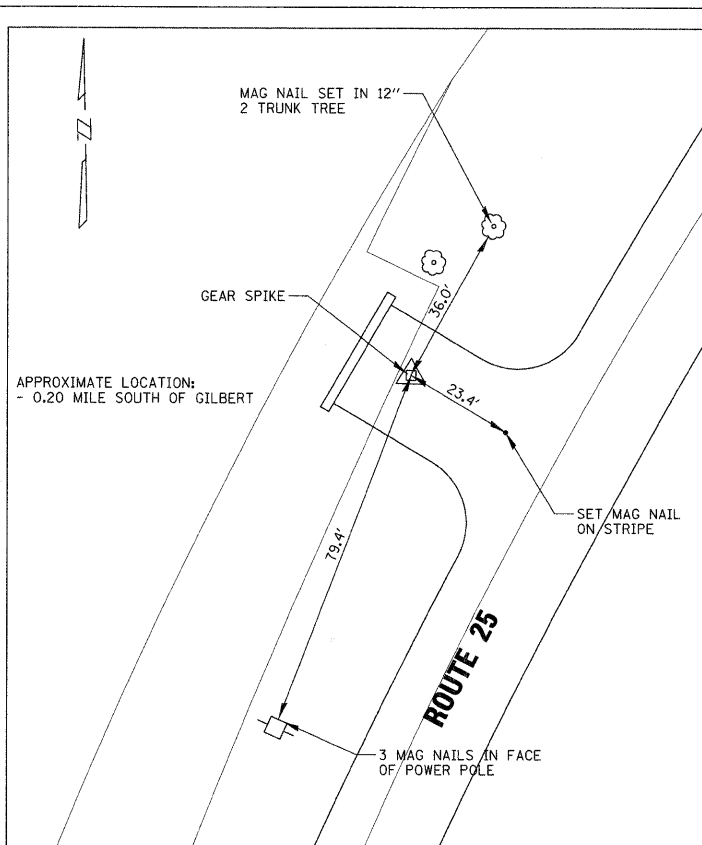 MAG NAIL SET IN 12"
2 TRUNK TREE
N
GEAR SPIKE
36.0'
APPROXIMATE LOCATION:
- 0.20 MILE SOUTH OF GILBERT
23.4'
SET MAG NAIL
ON STRIPE
79.4'
ROUTE 25
3 MAG NAILS IN FACE
OF POWER POLE